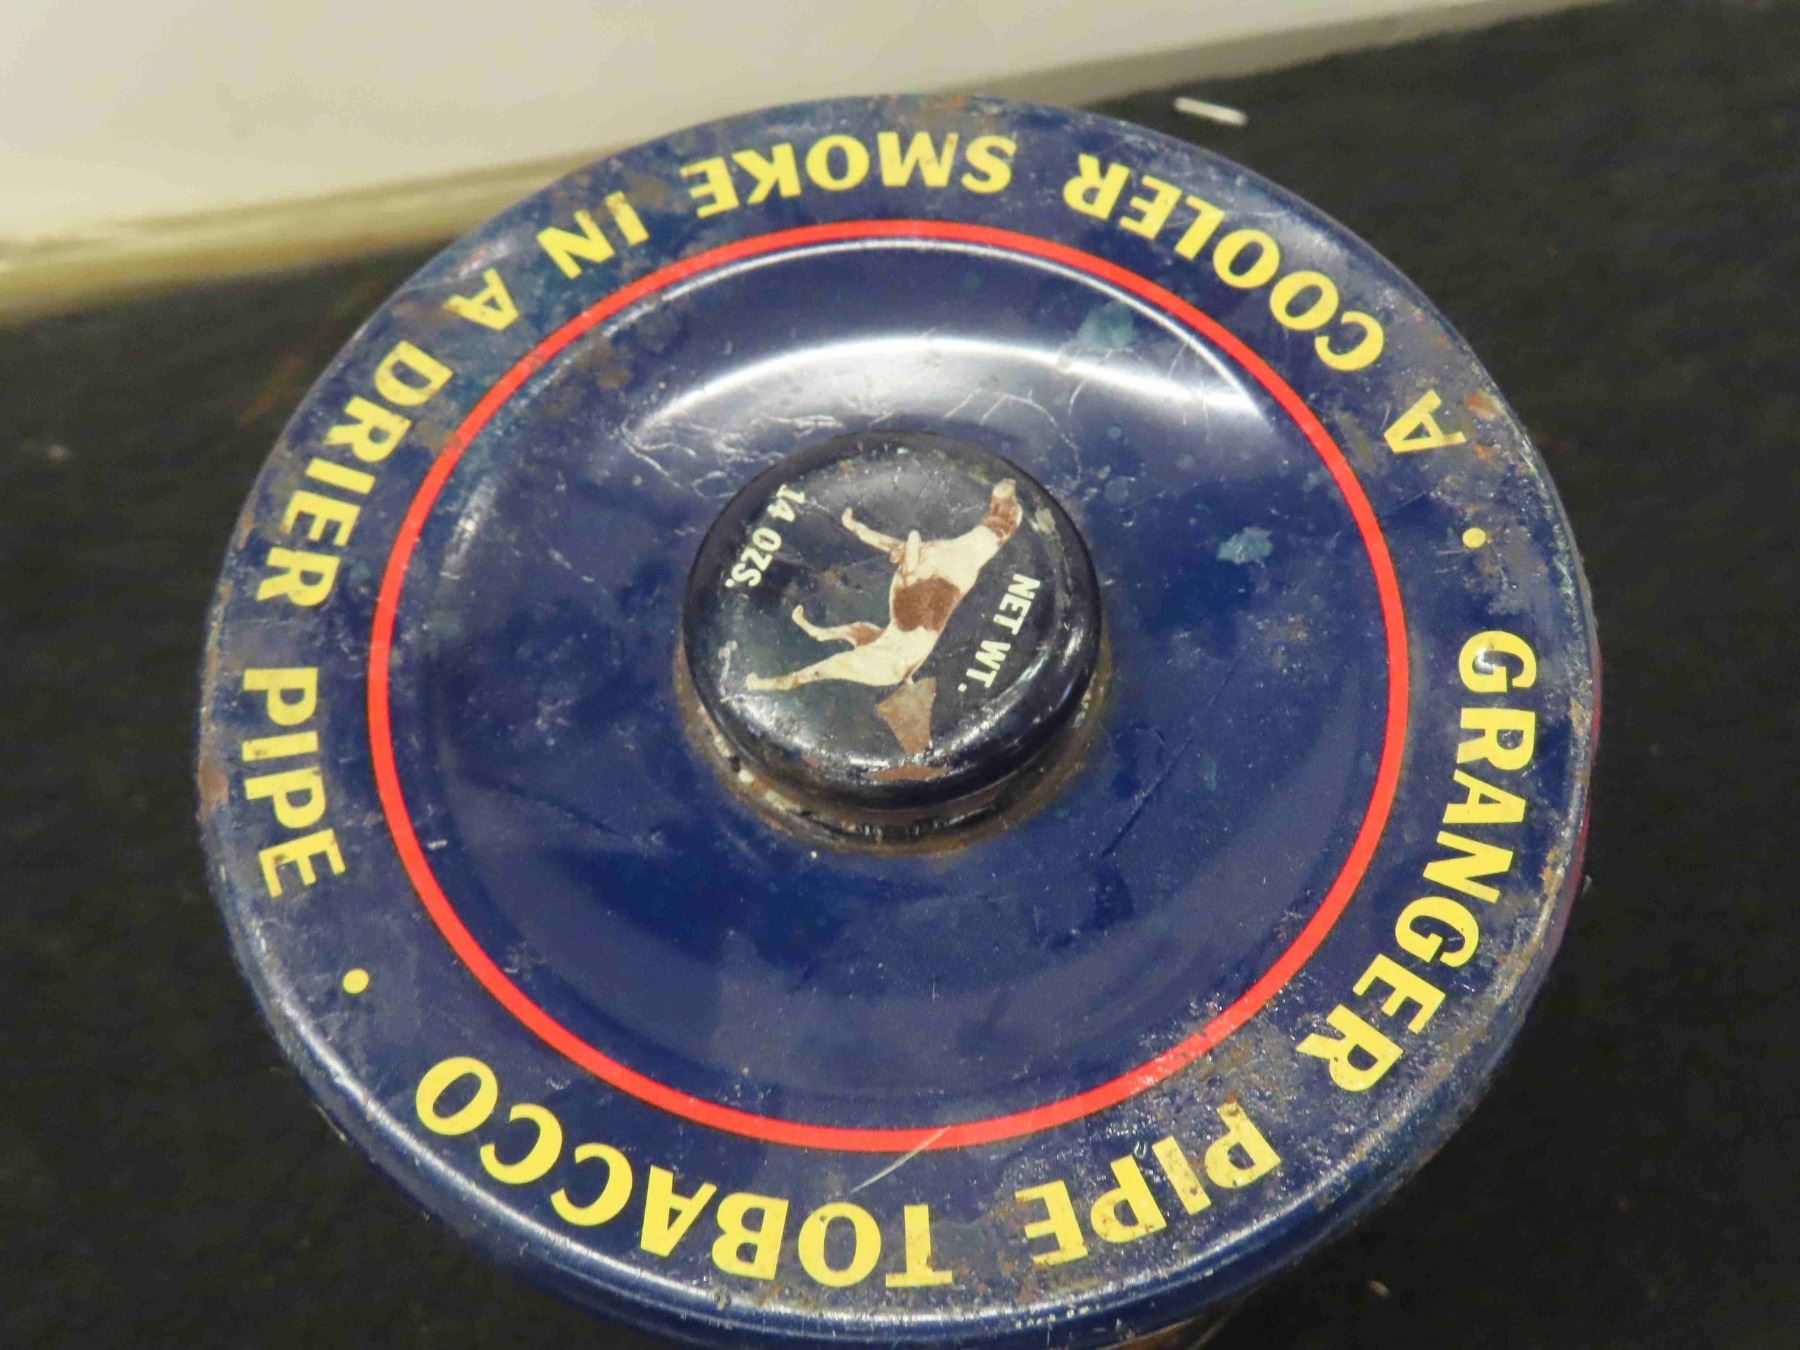 GRANGER PIPE TOBACCO
• A COOLER SMOKE IN A DRIER PIPE •
NET WT.
14 OZS.